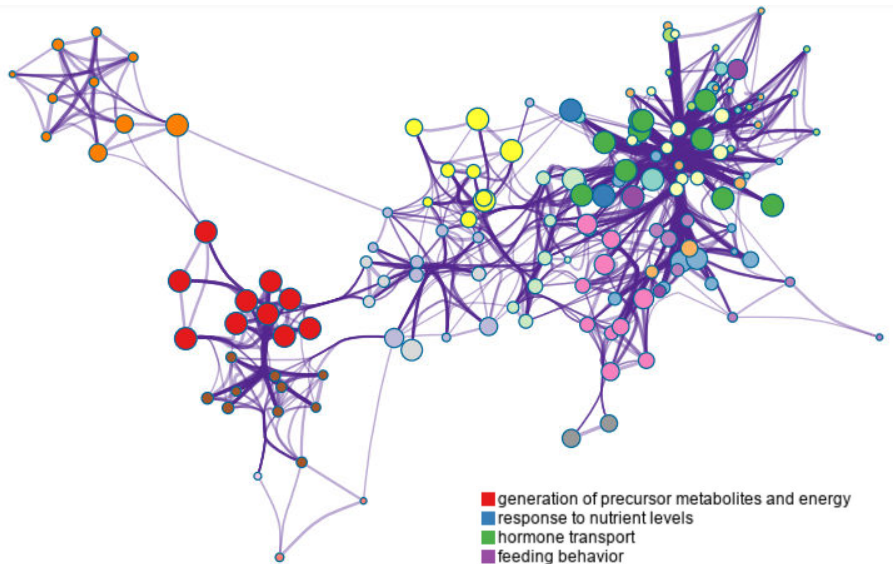 generation of precursor metabolites and energy
response to nutrient levels
hormone transport
feeding behavior